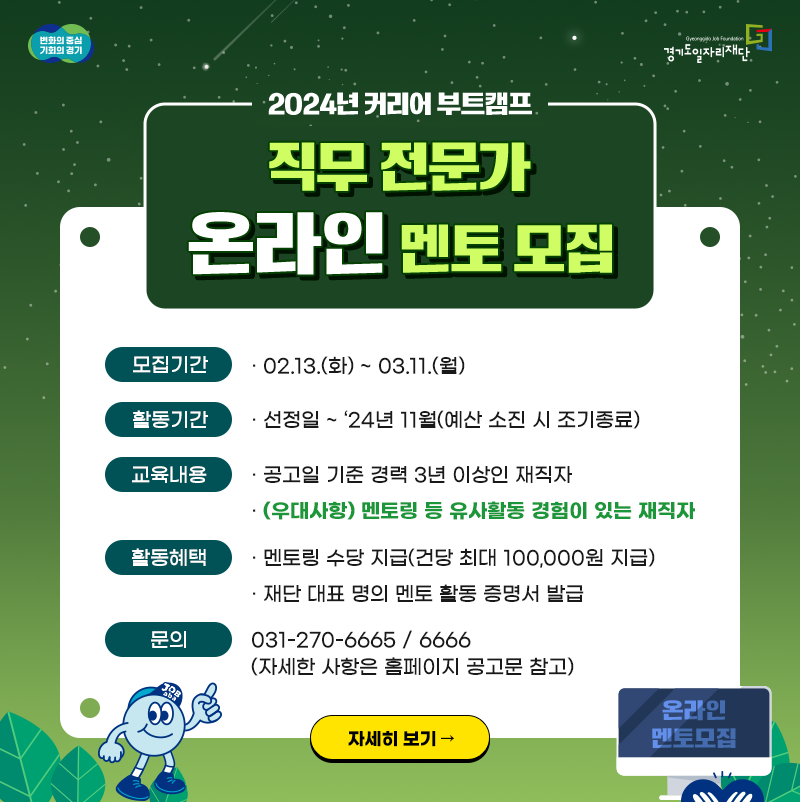 변화의 중심
기회의 경기
Gyeonggido Job Foundation
경기도일자리재단
2024년 커리어 부트캠프
직무 전문가
온라인 멘토 모집
모집기간 · 02.13.(화) ~ 03.11.(월)
활동기간 · 선정일 ~ ‘24년 11월(예산 소진 시 조기종료)
교육내용 · 공고일 기준 경력 3년 이상인 재직자
· (우대사항) 멘토링 등 유사활동 경험이 있는 재직자
활동혜택 · 멘토링 수당 지급(건당 최대 100,000원 지급)
· 재단 대표 명의 멘토 활동 증명서 발급
문의 031-270-6665 / 6666
(자세한 사항은 홈페이지 공고문 참고)
JOB
aba
자세히 보기 →
온라인
멘토모집